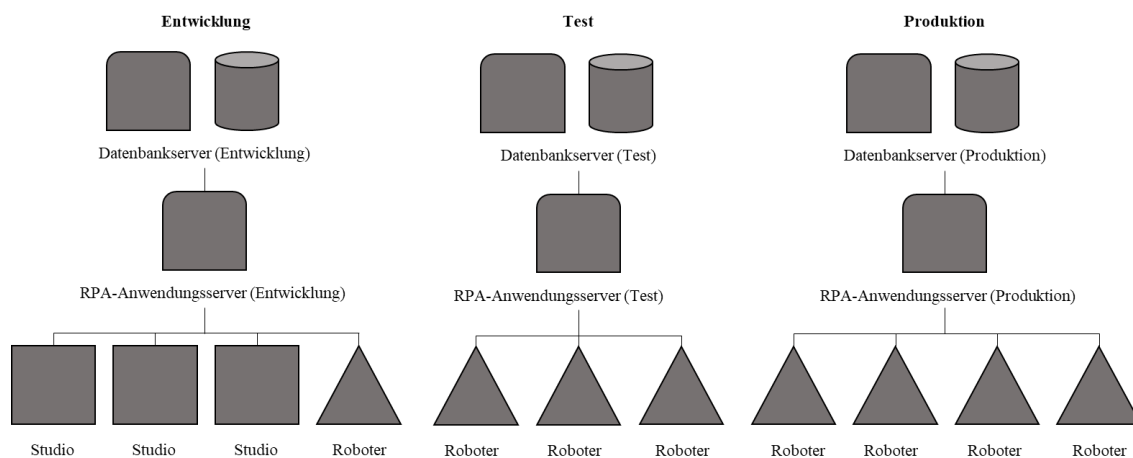 Entwicklung
Test
Produktion
Datenbankserver (Entwicklung)
Datenbankserver (Test)
Datenbankserver (Produktion)
RPA-Anwendungsserver (Entwicklung)
RPA-Anwendungsserver (Test)
RPA-Anwendungsserver (Produktion)
Studio
Studio
Studio
Roboter
Roboter
Roboter
Roboter
Roboter
Roboter
Roboter
Roboter